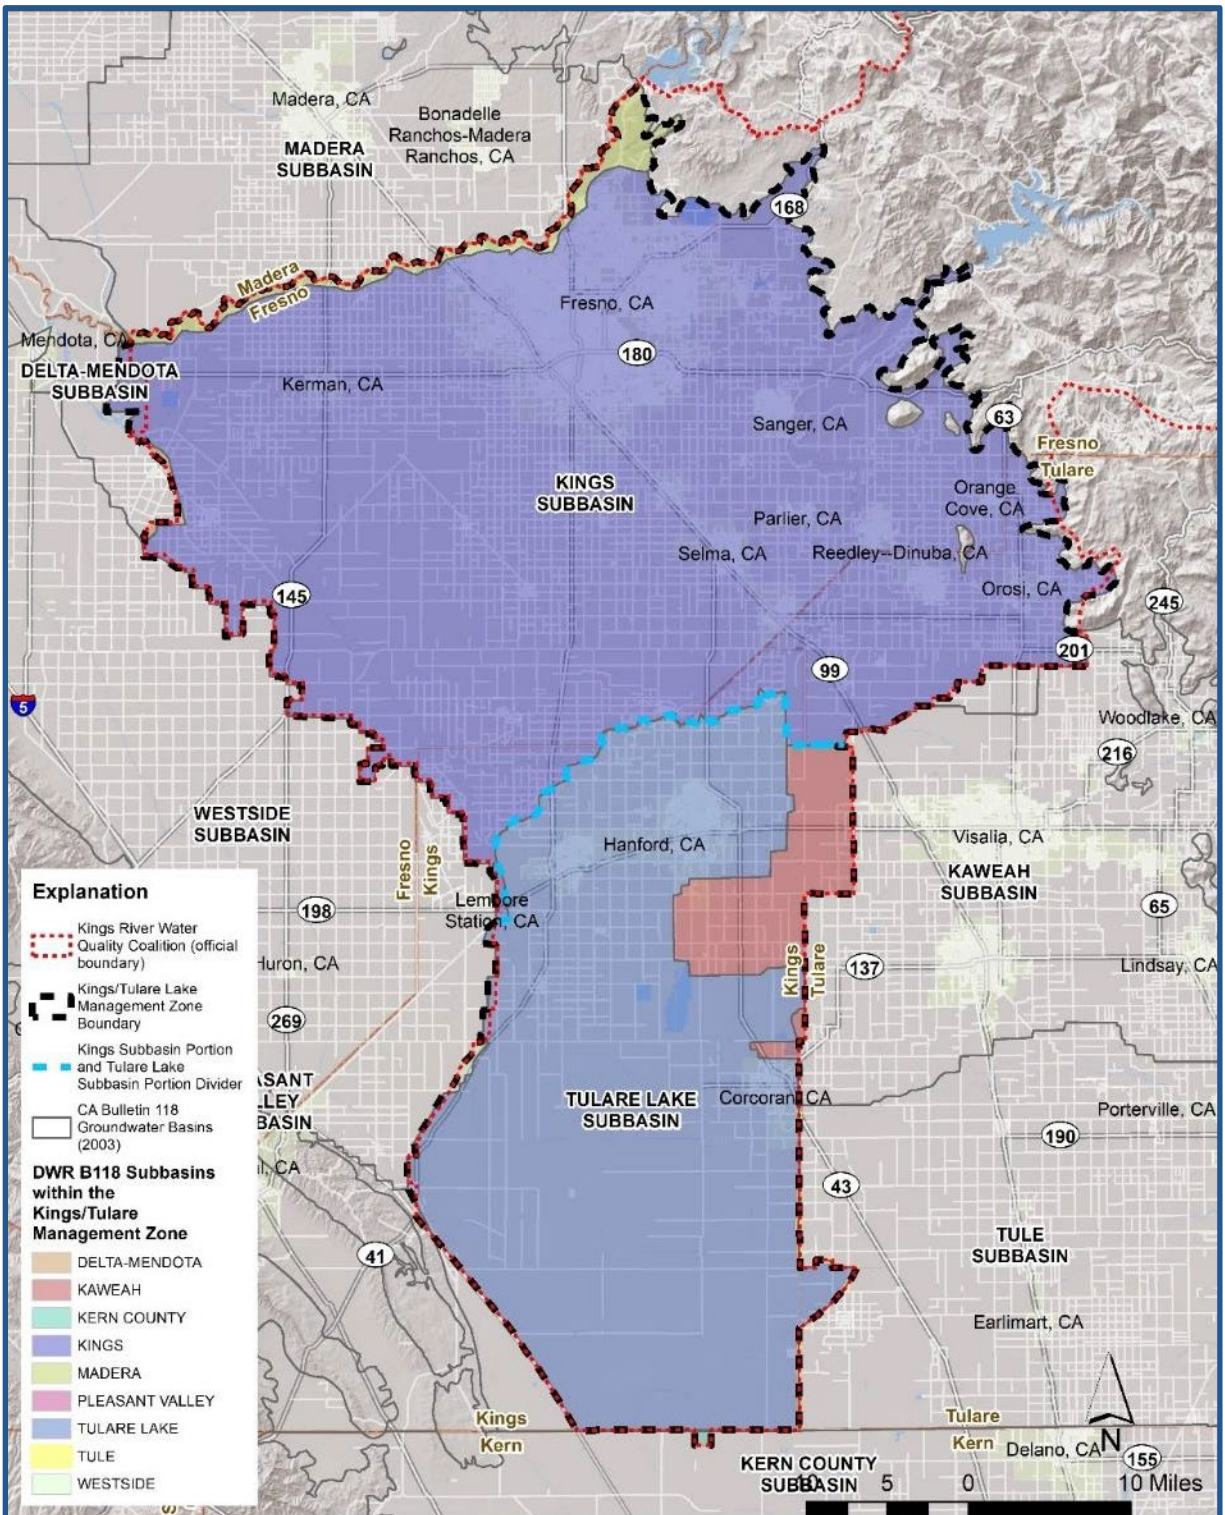 Madera, CA
Bonadelle
Ranchos-Madera
Ranchos, CA
MADERA
SUBBASIN
168
Madera
Fresno
Fresno, CA
Mendota, CA
180
DELTA-MENDOTA
SUBBASIN
Kerman, CA
Sanger, CA
63
Fresno
Tulare
KINGS
SUBBASIN
Orange
Cove, CA
Parlier, CA
Selma, CA
Reedley--Dinuba, CA
Orosi, CA
145
245
201
99
5
Woodlake, CA
216
WESTSIDE
SUBBASIN
Hanford, CA
Visalia, CA
KAWEAH
SUBBASIN
Fresno
Kings
Lemoore
Station, CA
198
65
Huron, CA
Kings
Tulare
137
Lindsay, CA
269
TULARE LAKE
SUBBASIN
Corcoran, CA
Porterville, CA
190
ASANT
LLEY
BASIN
il, CA
43
41
TULE
SUBBASIN
Earlimart, CA
Kings
Kern
Tulare
Kern
Delano, CA
155
KERN COUNTY
SUBBASIN
N
10 5 0 10 Miles
Explanation
Kings River Water
Quality Coalition (official
boundary)
Kings/Tulare Lake
Management Zone
Boundary
Kings Subbasin Portion
and Tulare Lake
Subbasin Portion Divider
CA Bulletin 118
Groundwater Basins
(2003)
DWR B118 Subbasins
within the
Kings/Tulare
Management Zone
DELTA-MENDOTA
KAWEAH
KERN COUNTY
KINGS
MADERA
PLEASANT VALLEY
TULARE LAKE
TULE
WESTSIDE